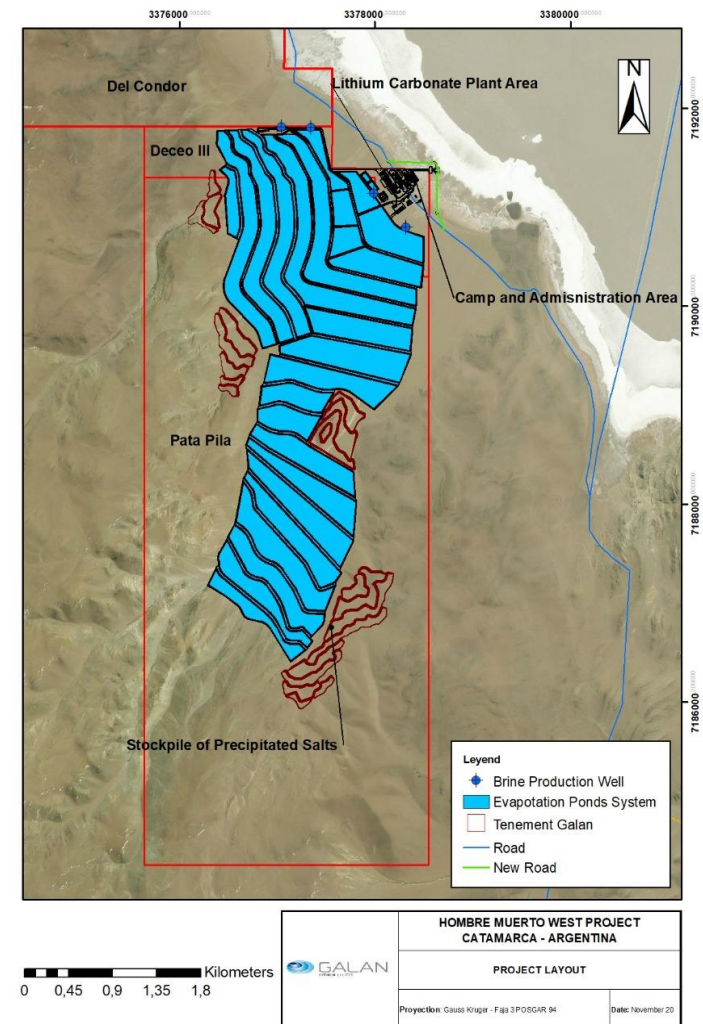 3376000
3378000
3380000
Del Condor
Lithium Carbonate Plant Area
N
7192000
Deceo III
7190000
Camp and Admisnistration Area
Pata Pila
7188000
7186000
Stockpile of Precipitated Salts
Leyend
Brine Production Well
Evapotation Ponds System
Tenement Galan
Road
New Road
Kilometers
0 0,45 0,9 1,35 1,8
GALAN
HOMBRE MUERTO WEST PROJECT
CATAMARCA - ARGENTINA
PROJECT LAYOUT
Proyection: Gauss Kruger - Faja 3 POSGAR 94
Date: November 20